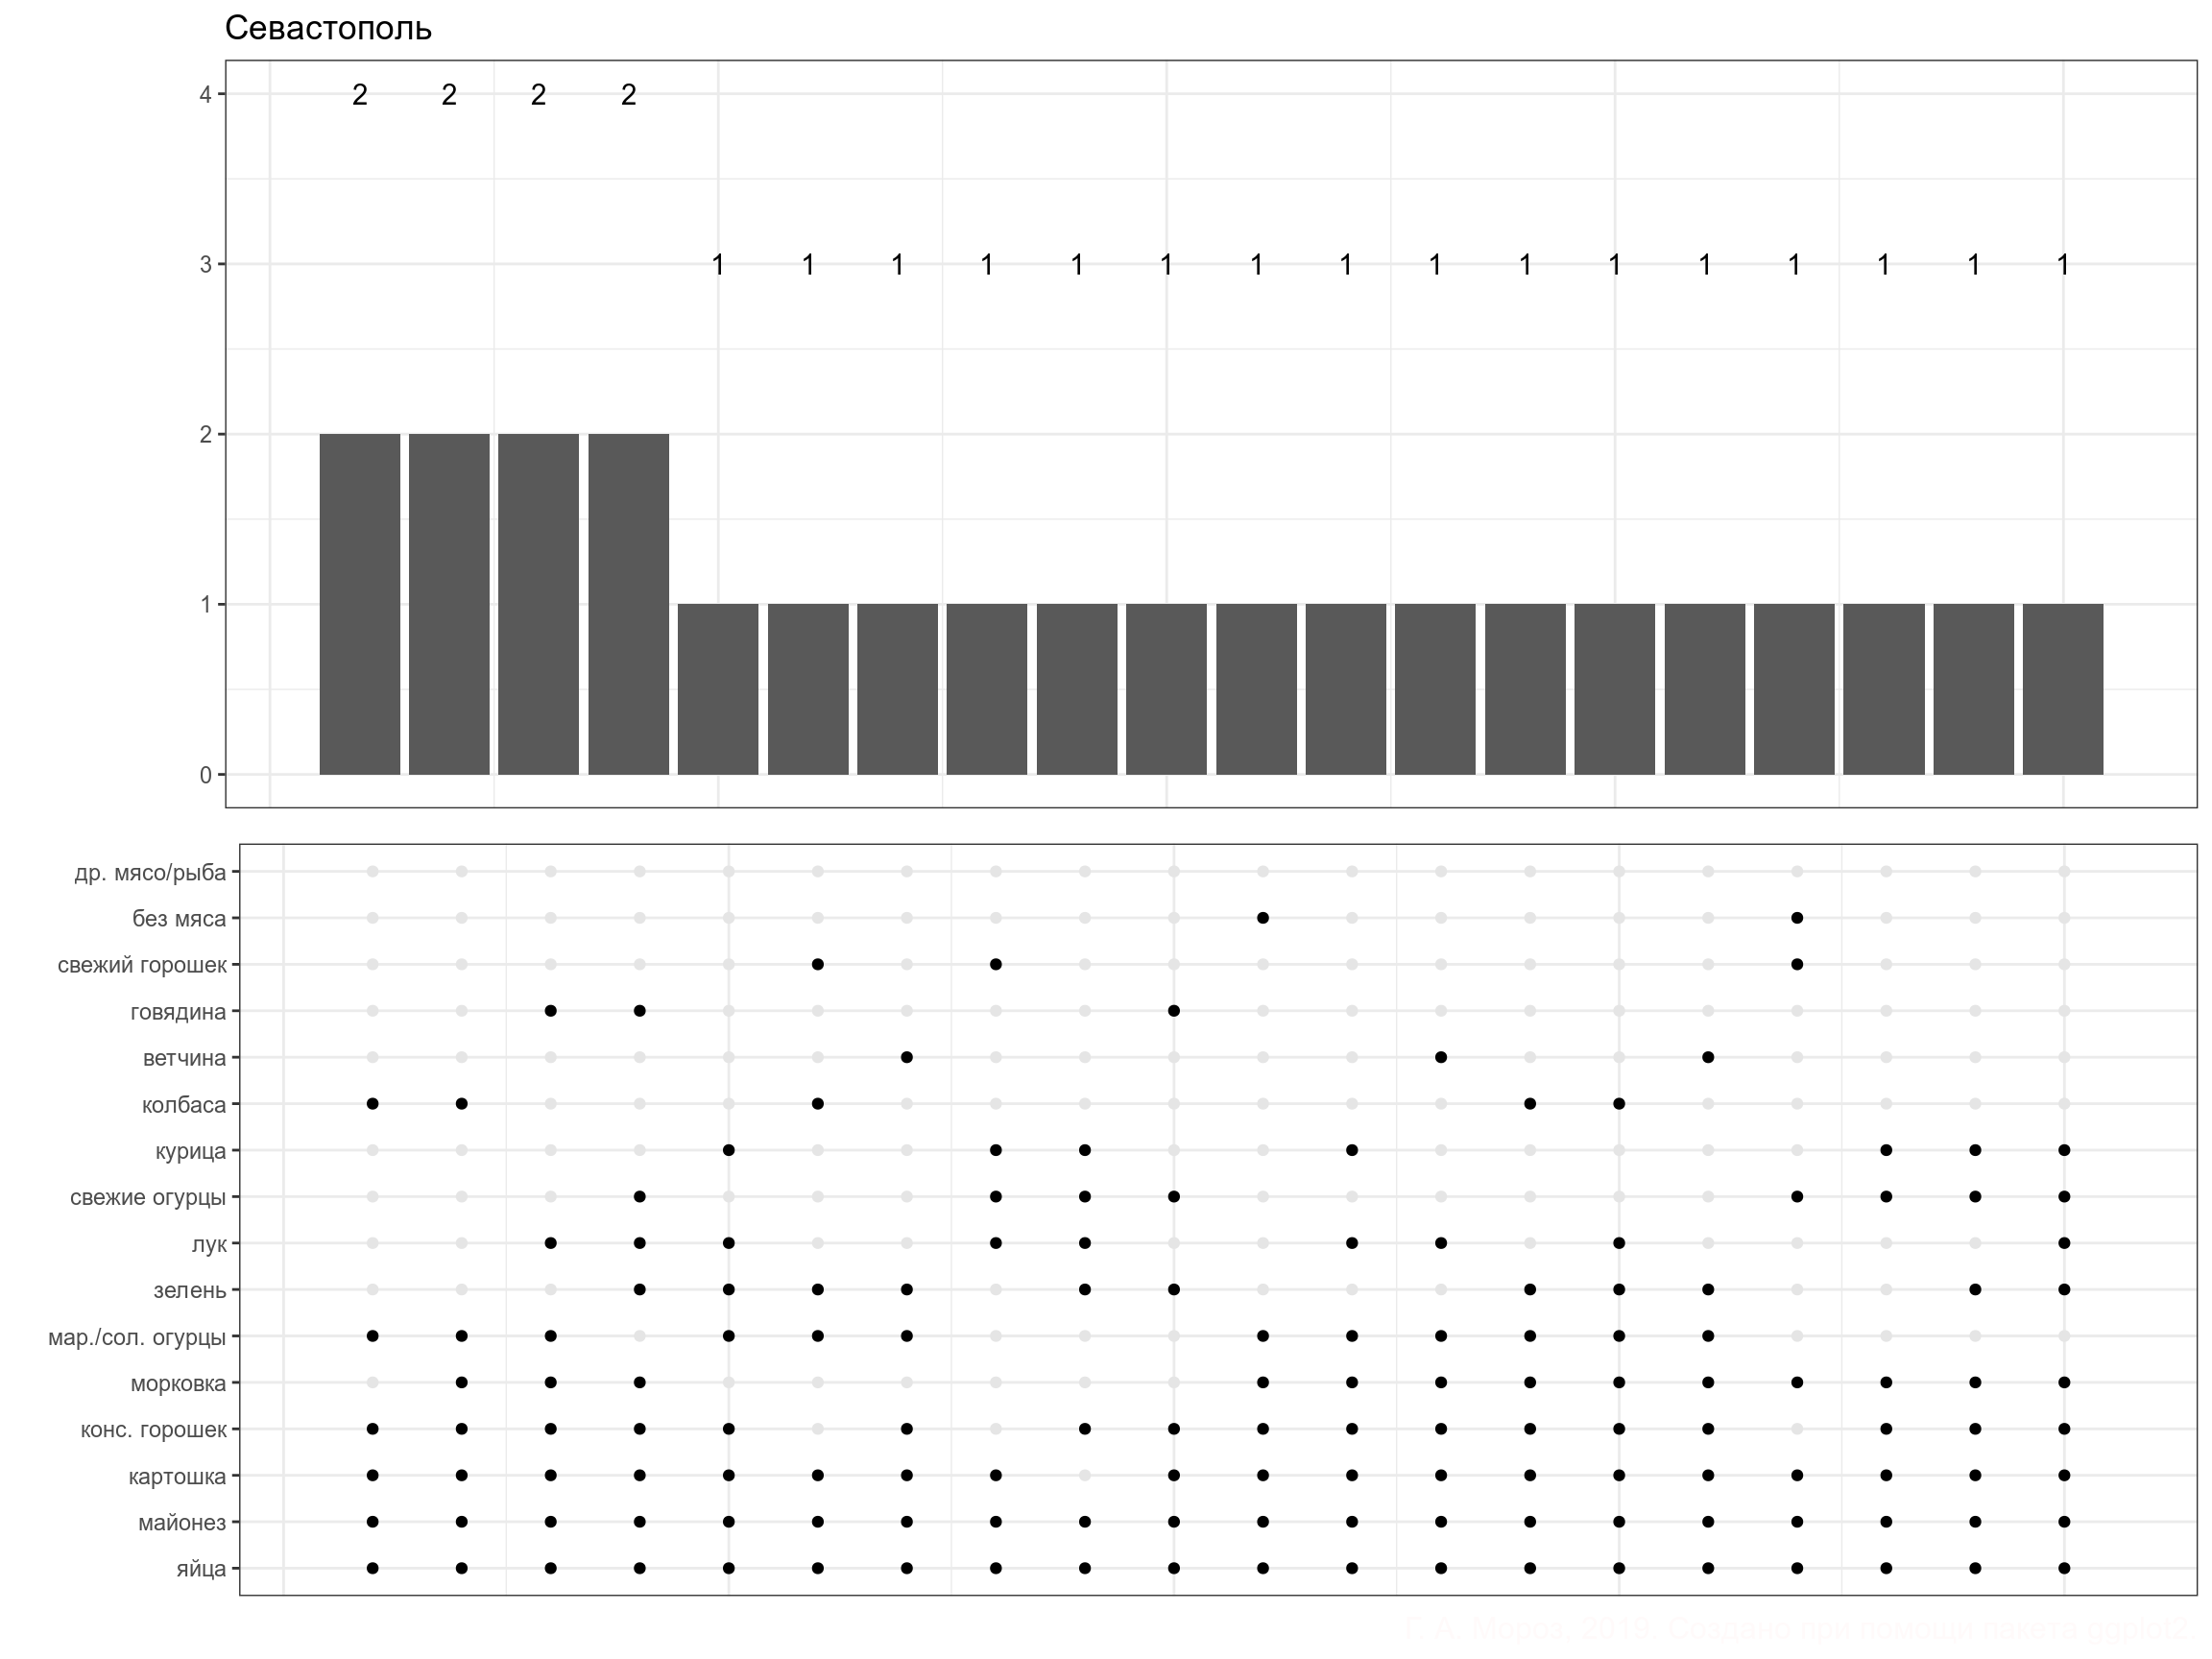 Севастополь
4
2 2 2 2
3
1 1 1 1 1 1 1 1 1 1 1 1 1 1 1 1
2
1
0
др. мясо/рыба
без мяса
свежий горошек
говядина
ветчина
колбаса
курица
свежие огурцы
лук
зелень
мар./сол. огурцы
морковка
конс. горошек
картошка
майонез
яйца
Г. А. Мороз, 2019, Создано при помощи пакета ggplot2.